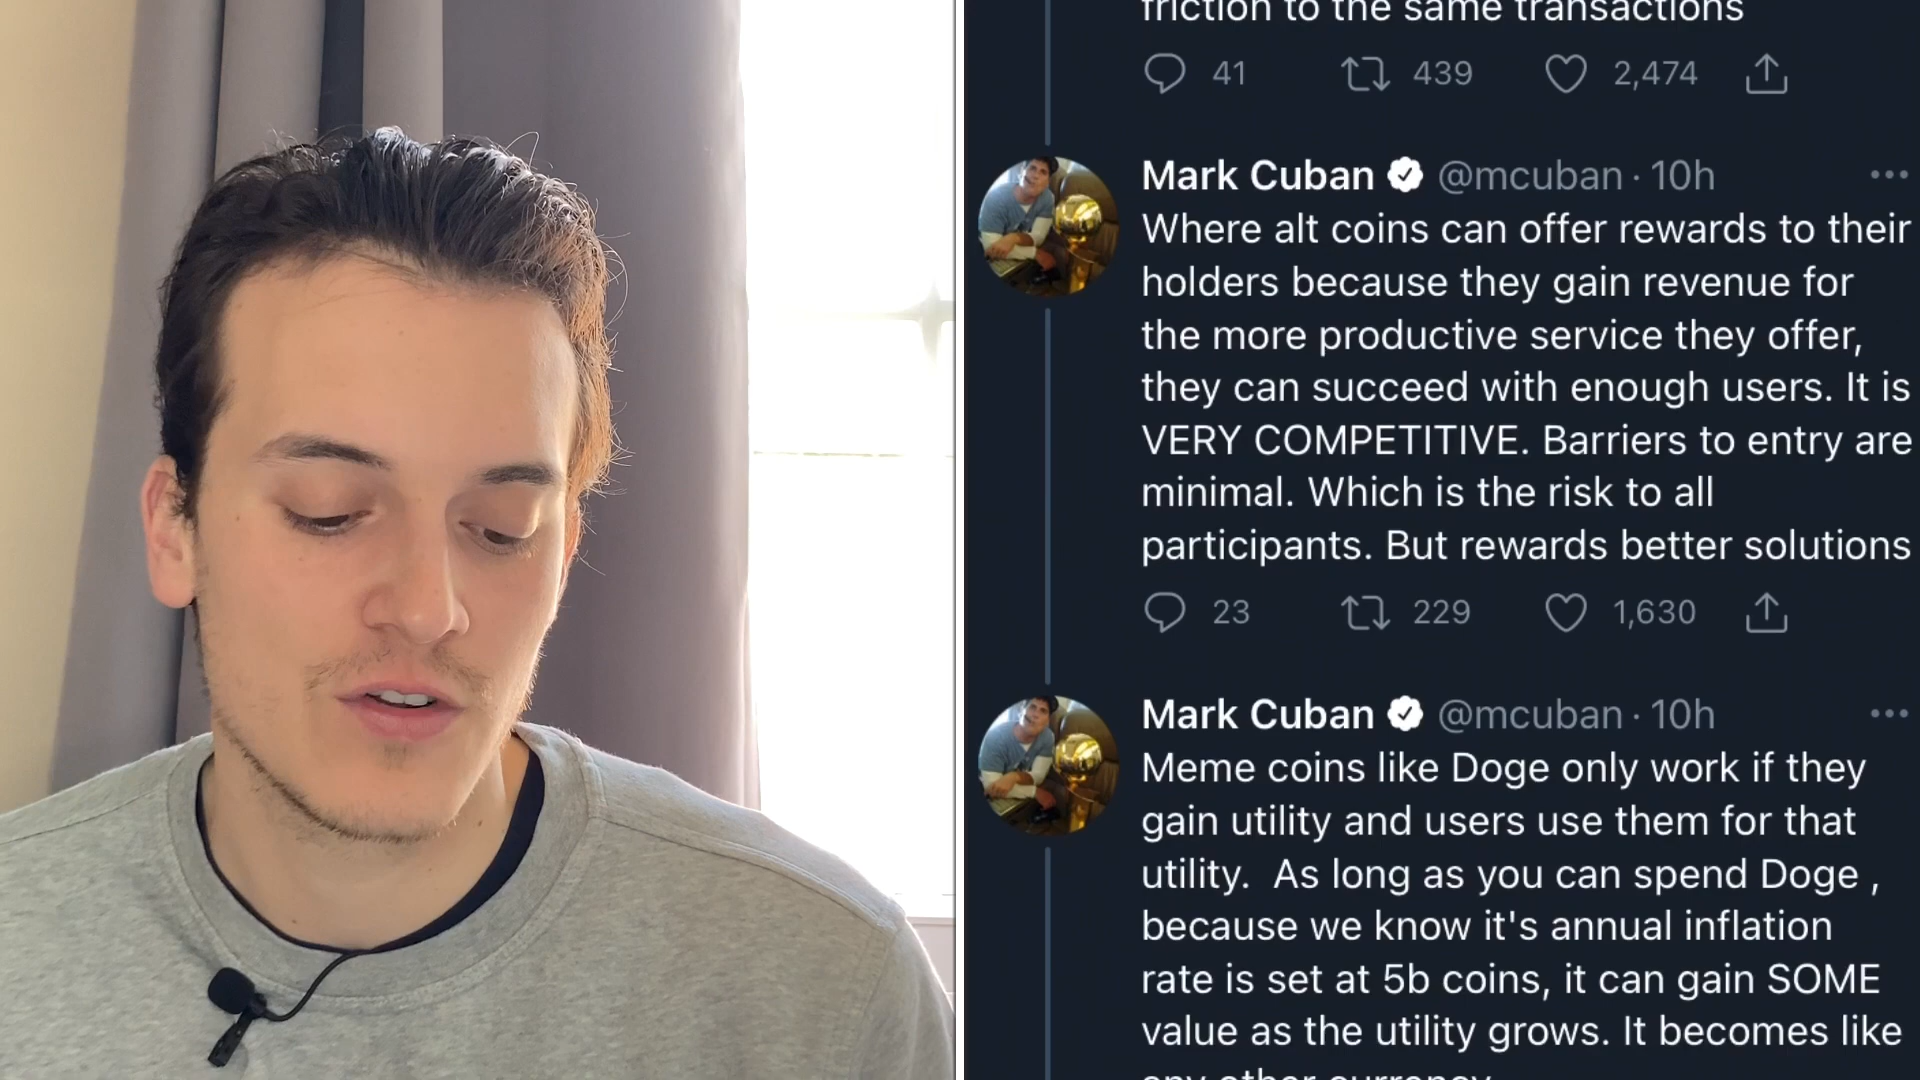 friction to the same transactions
41 439 2,474
Mark Cuban @mcuban · 10h
Where alt coins can offer rewards to their
holders because they gain revenue for
the more productive service they offer,
they can succeed with enough users. It is
VERY COMPETITIVE. Barriers to entry are
minimal. Which is the risk to all
participants. But rewards better solutions
23 229 1,630
Mark Cuban @mcuban · 10h
Meme coins like Doge only work if they
gain utility and users use them for that
utility.  As long as you can spend Doge ,
because we know it's annual inflation
rate is set at 5b coins, it can gain SOME
value as the utility grows. It becomes like
any other currency